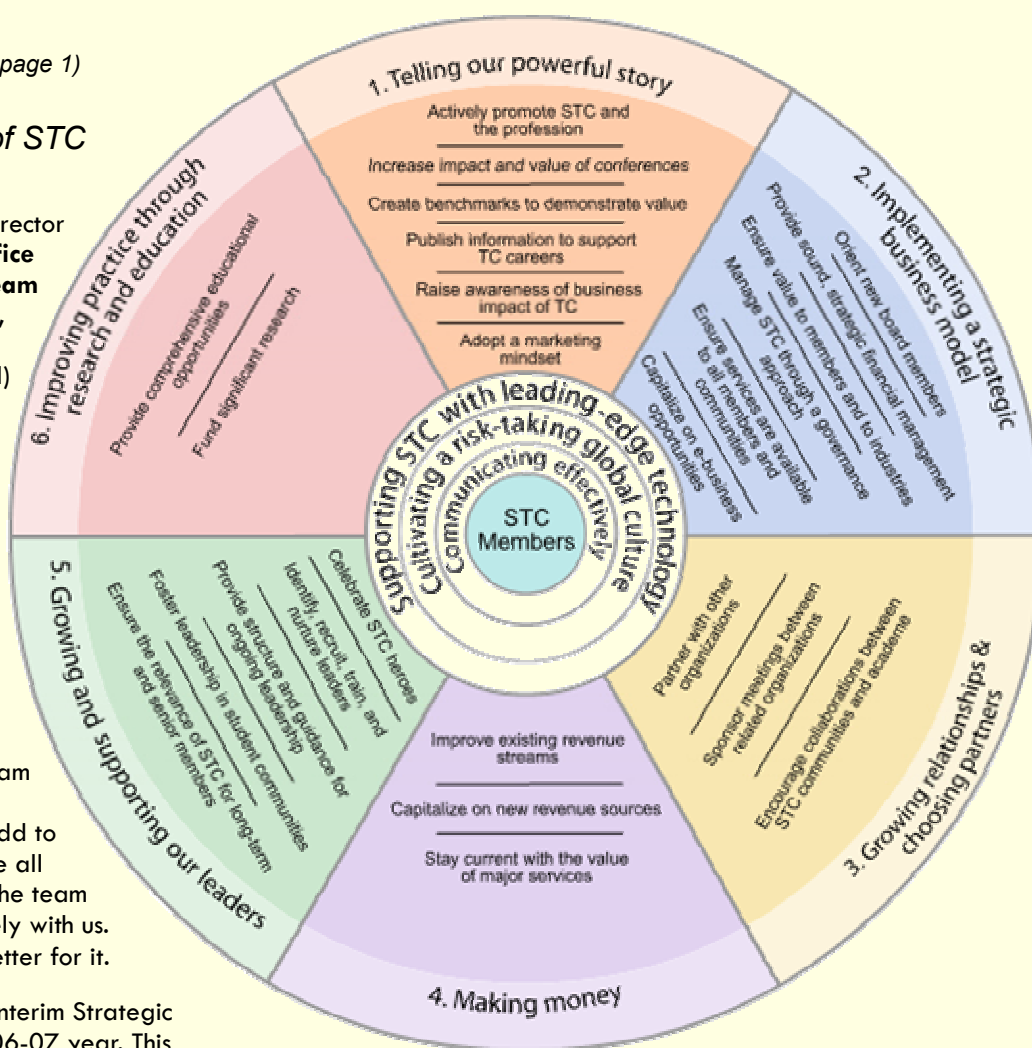 page 1)
of STC
rector
fice
eam
,
l)
am
dd to
e all
he team
ely with us.
etter for it.
nterim Strategic
06-07 year. This
1. Telling our powerful story
Actively promote STC and
the profession
Increase impact and value of conferences
Create benchmarks to demonstrate value
Publish information to support
TC careers
Raise awareness of business
impact of TC
Adopt a marketing
mindset
2. Implementing a strategic
business model
Orient new board members
Provide sound, strategic financial management
Ensure value to members and to industries
Manage STC through a governance
approach
Ensure services are available
to all members and
communities
Capitalize on e-business
opportunities
3. Growing relationships &
choosing partners
Partner with other
organizations
Sponsor meetings between
related organizations
Encourage collaborations between
STC communities and academe
4. Making money
Improve existing revenue
streams
Capitalize on new revenue sources
Stay current with the value
of major services
5. Growing and supporting our leaders
Celebrate STC heroes
Identify, recruit, train, and
nurture leaders
Provide structure and guidance for
ongoing leadership
Foster leadership in student communities
Ensure the relevance of STC for long-term
and senior members
6. Improving practice through
research and education
Provide comprehensive educational
opportunities
Fund significant research
Supporting STC with leading-edge technology
Cultivating a risk-taking global culture
Communicating effectively
STC
Members